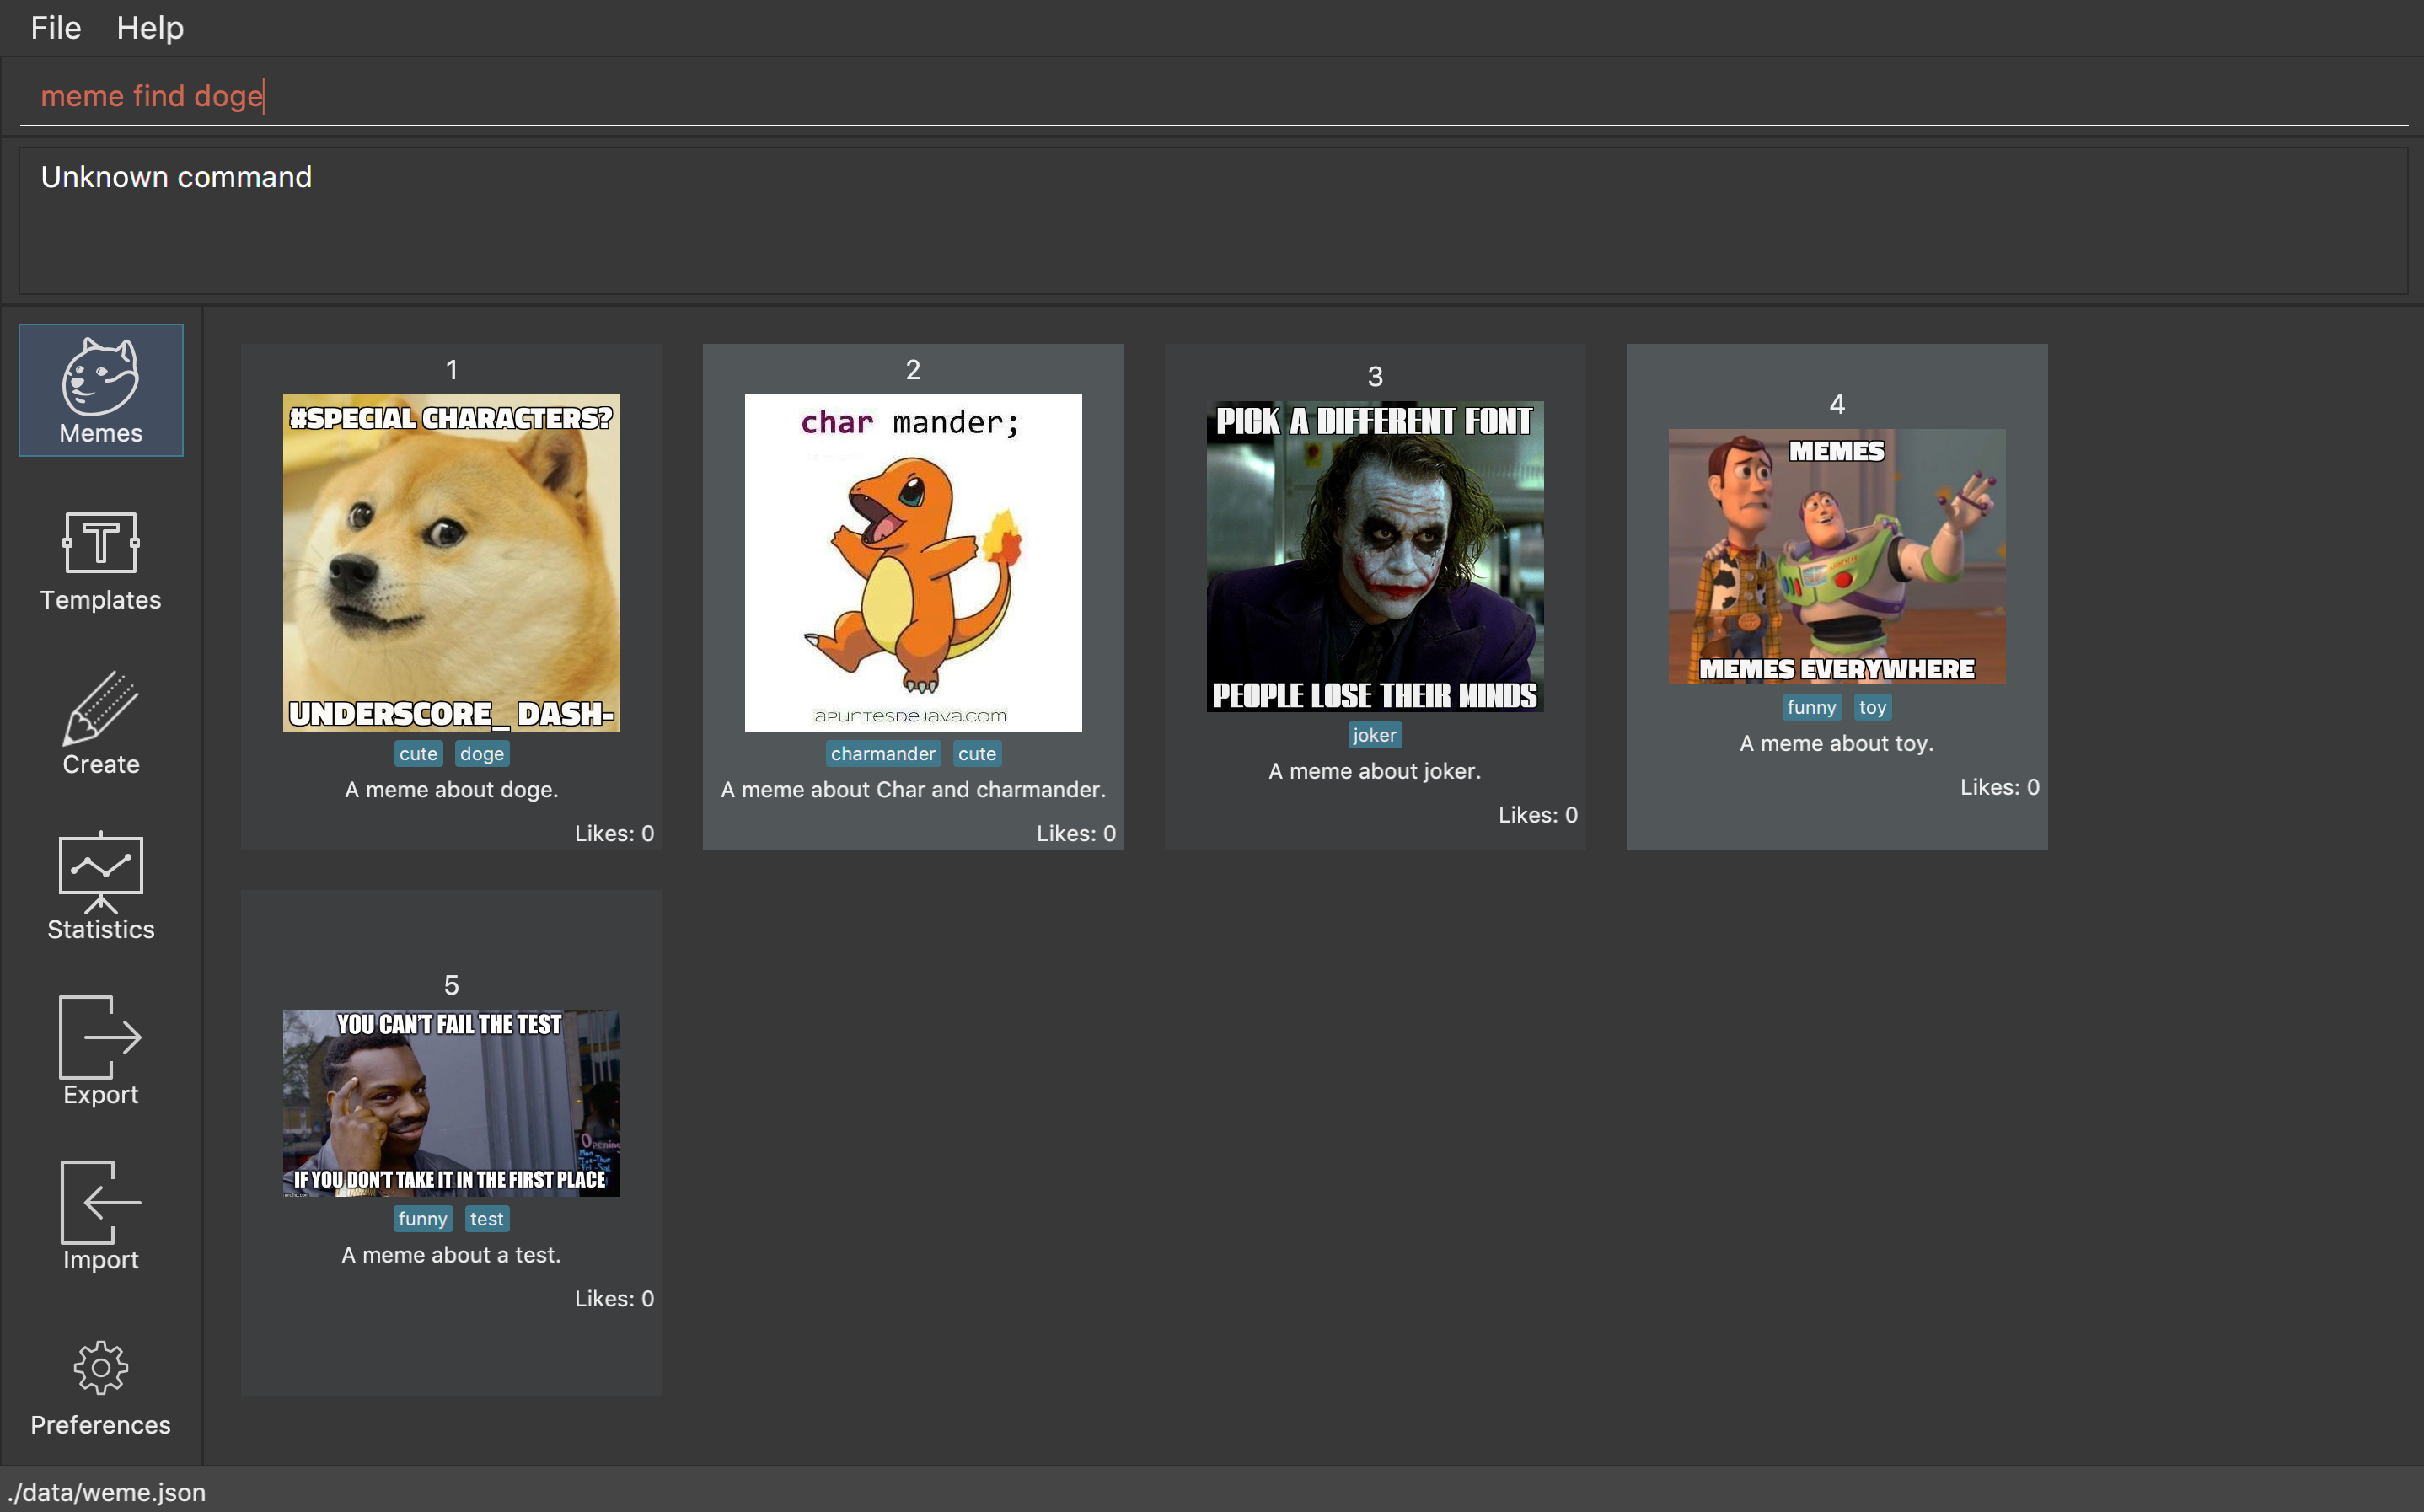 File Help
meme find doge
Unknown command
Memes
Templates
Create
Statistics
Export
Import
Preferences
1
#SPECIAL CHARACTERS?
UNDERSCORE_ DASH-
cute doge
A meme about doge.
Likes: 0
2
char mander;
apuntesdejava.com
charmander cute
A meme about Char and charmander.
Likes: 0
3
PICK A DIFFERENT FONT
PEOPLE LOSE THEIR MINDS
joker
A meme about joker.
Likes: 0
4
MEMES
LIGHTYEAR
MEMES EVERYWHERE
funny toy
A meme about toy.
Likes: 0
5
YOU CAN'T FAIL THE TEST
Opening
IF YOU DON'T TAKE IT IN THE FIRST PLACE
funny test
A meme about a test.
Likes: 0
./data/weme.json